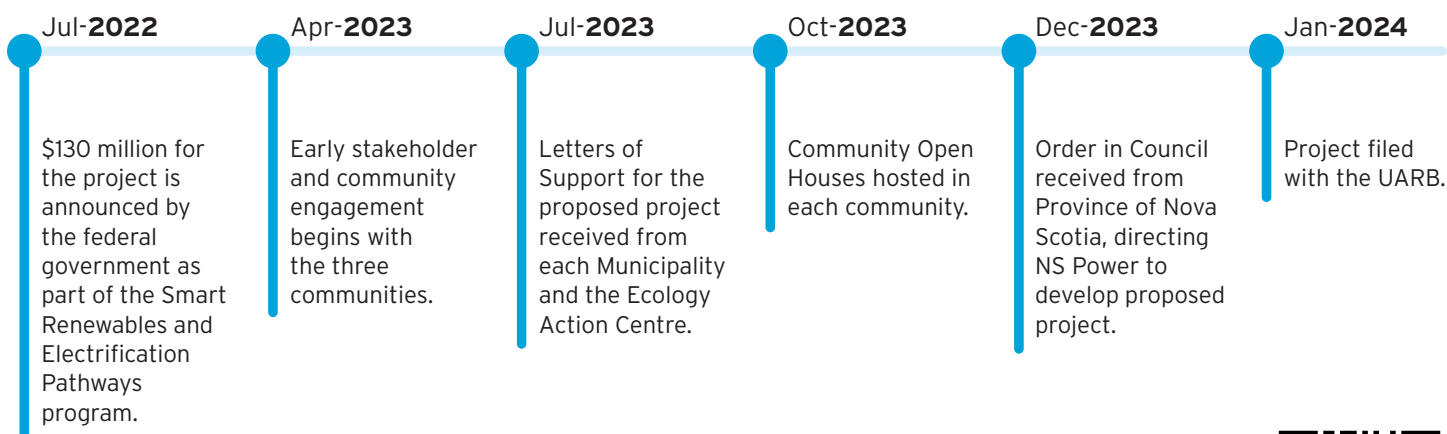 Jul-2022
$130 million for
the project is
announced by
the federal
government as
part of the Smart
Renewables and
Electrification
Pathways
program.
Apr-2023
Early stakeholder
and community
engagement
begins with
the three
communities.
Jul-2023
Letters of
Support for the
proposed project
received from
each Municipality
and the Ecology
Action Centre.
Oct-2023
Community Open
Houses hosted in
each community.
Dec-2023
Order in Council
received from
Province of Nova
Scotia, directing
NS Power to
develop proposed
project.
Jan-2024
Project filed
with the UARB.